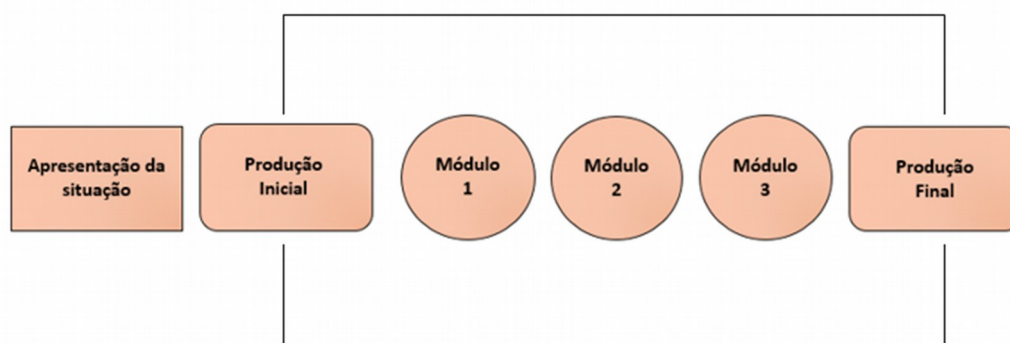 Apresentação da
situação
Produção
Inicial
Módulo
1
Módulo
2
Módulo
3
Produção
Final